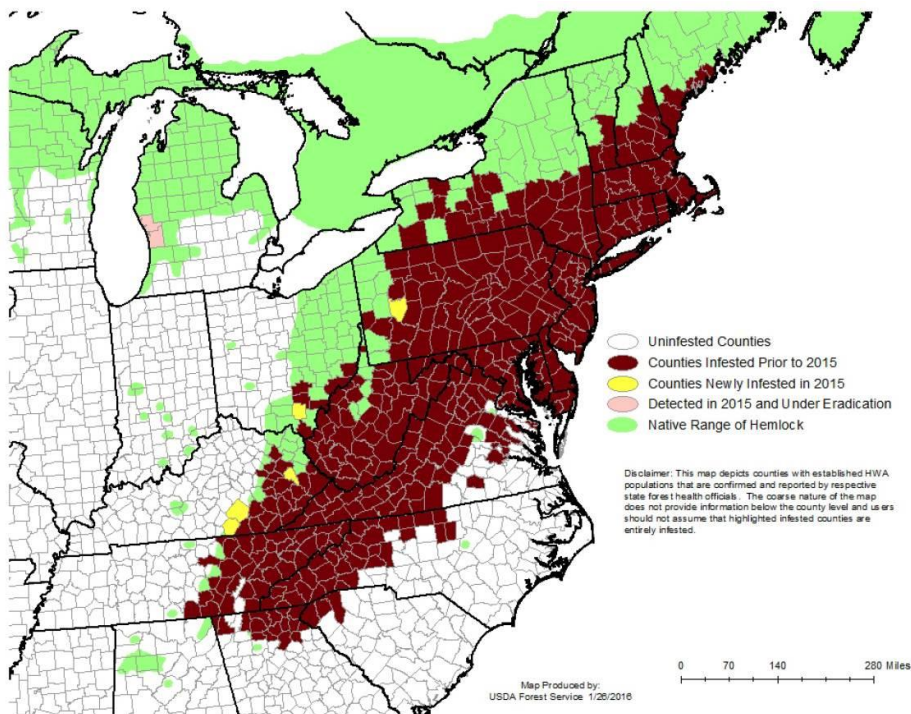 Uninfested Counties
Counties Infested Prior to 2015
Counties Newly Infested in 2015
Detected in 2015 and Under Eradication
Native Range of Hemlock
Disclaimer: This map depicts counties with established HWA
populations that are confirmed and reported by respective
state forest health officials. The coarse nature of the map
does not provide information below the county level and users
should not assume that highlighted infested counties are
entirely infested.
0 70 140 280 Miles
Map Produced by:
USDA Forest Service 1/26/2016